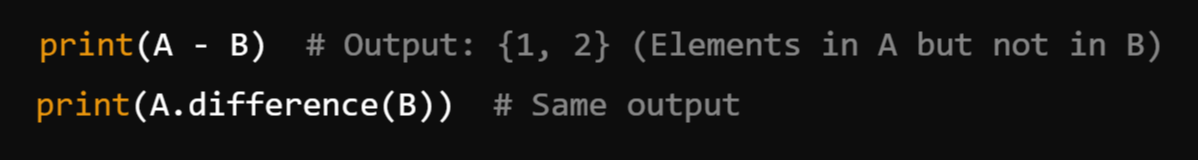 print(A - B)  # Output: {1, 2} (Elements in A but not in B)
print(A.difference(B))  # Same output